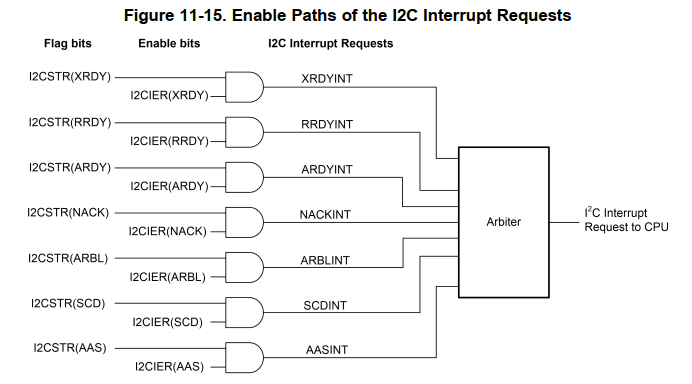 Figure 11-15. Enable Paths of the I2C Interrupt Requests
Flag bits Enable bits I2C Interrupt Requests
I2CSTR(XRDY)
I2CIER(XRDY)
XRDYINT
I2CSTR(RRDY)
I2CIER(RRDY)
RRDYINT
I2CSTR(ARDY)
I2CIER(ARDY)
ARDYINT
I2CSTR(NACK)
I2CIER(NACK)
NACKINT
I2CSTR(ARBL)
I2CIER(ARBL)
ARBLINT
I2CSTR(SCD)
I2CIER(SCD)
SCDINT
I2CSTR(AAS)
I2CIER(AAS)
AASINT
Arbiter
I²C Interrupt
Request to CPU